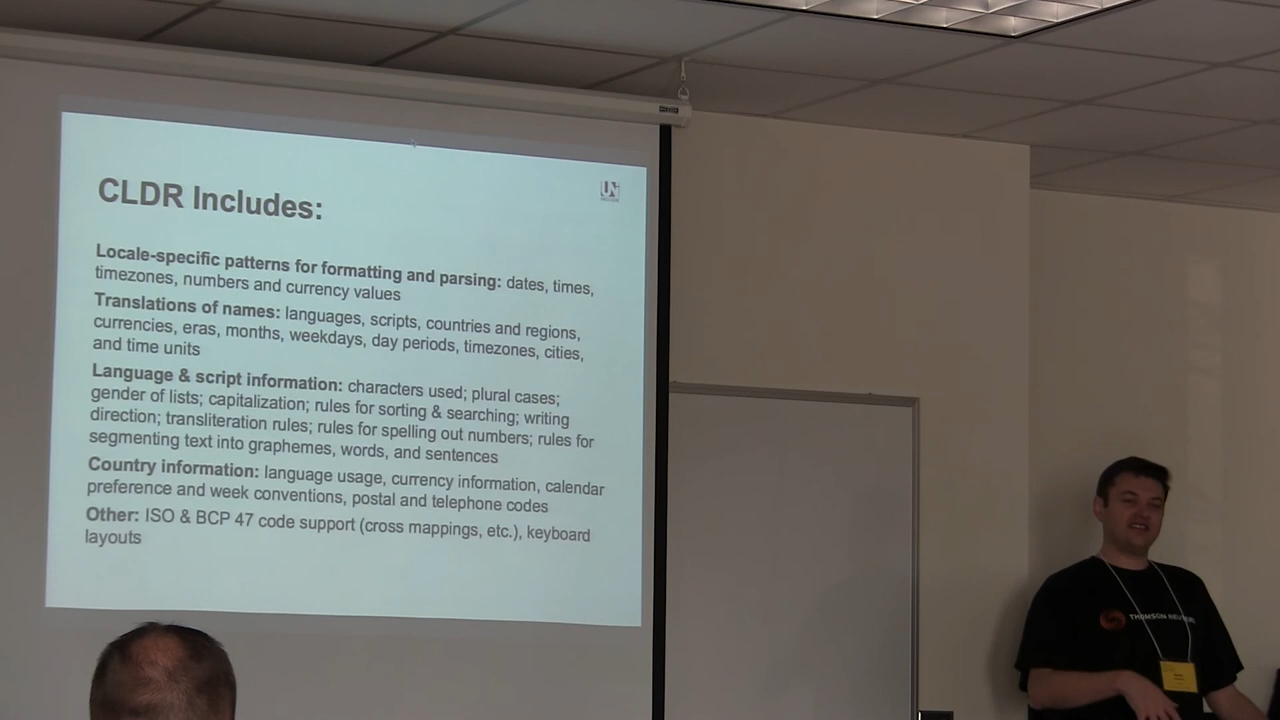 CLDR Includes:
UN
Locale-specific patterns for formatting and parsing: dates, times,
timezones, numbers and currency values
Translations of names: languages, scripts, countries and regions,
currencies, eras, months, weekdays, day periods, timezones, cities,
and time units
Language & script information: characters used; plural cases;
gender of lists; capitalization; rules for sorting & searching; writing
direction; transliteration rules; rules for spelling out numbers; rules for
segmenting text into graphemes, words, and sentences
Country information: language usage, currency information, calendar
preference and week conventions, postal and telephone codes
Other: ISO & BCP 47 code support (cross mappings, etc.), keyboard
layouts
THOMSON